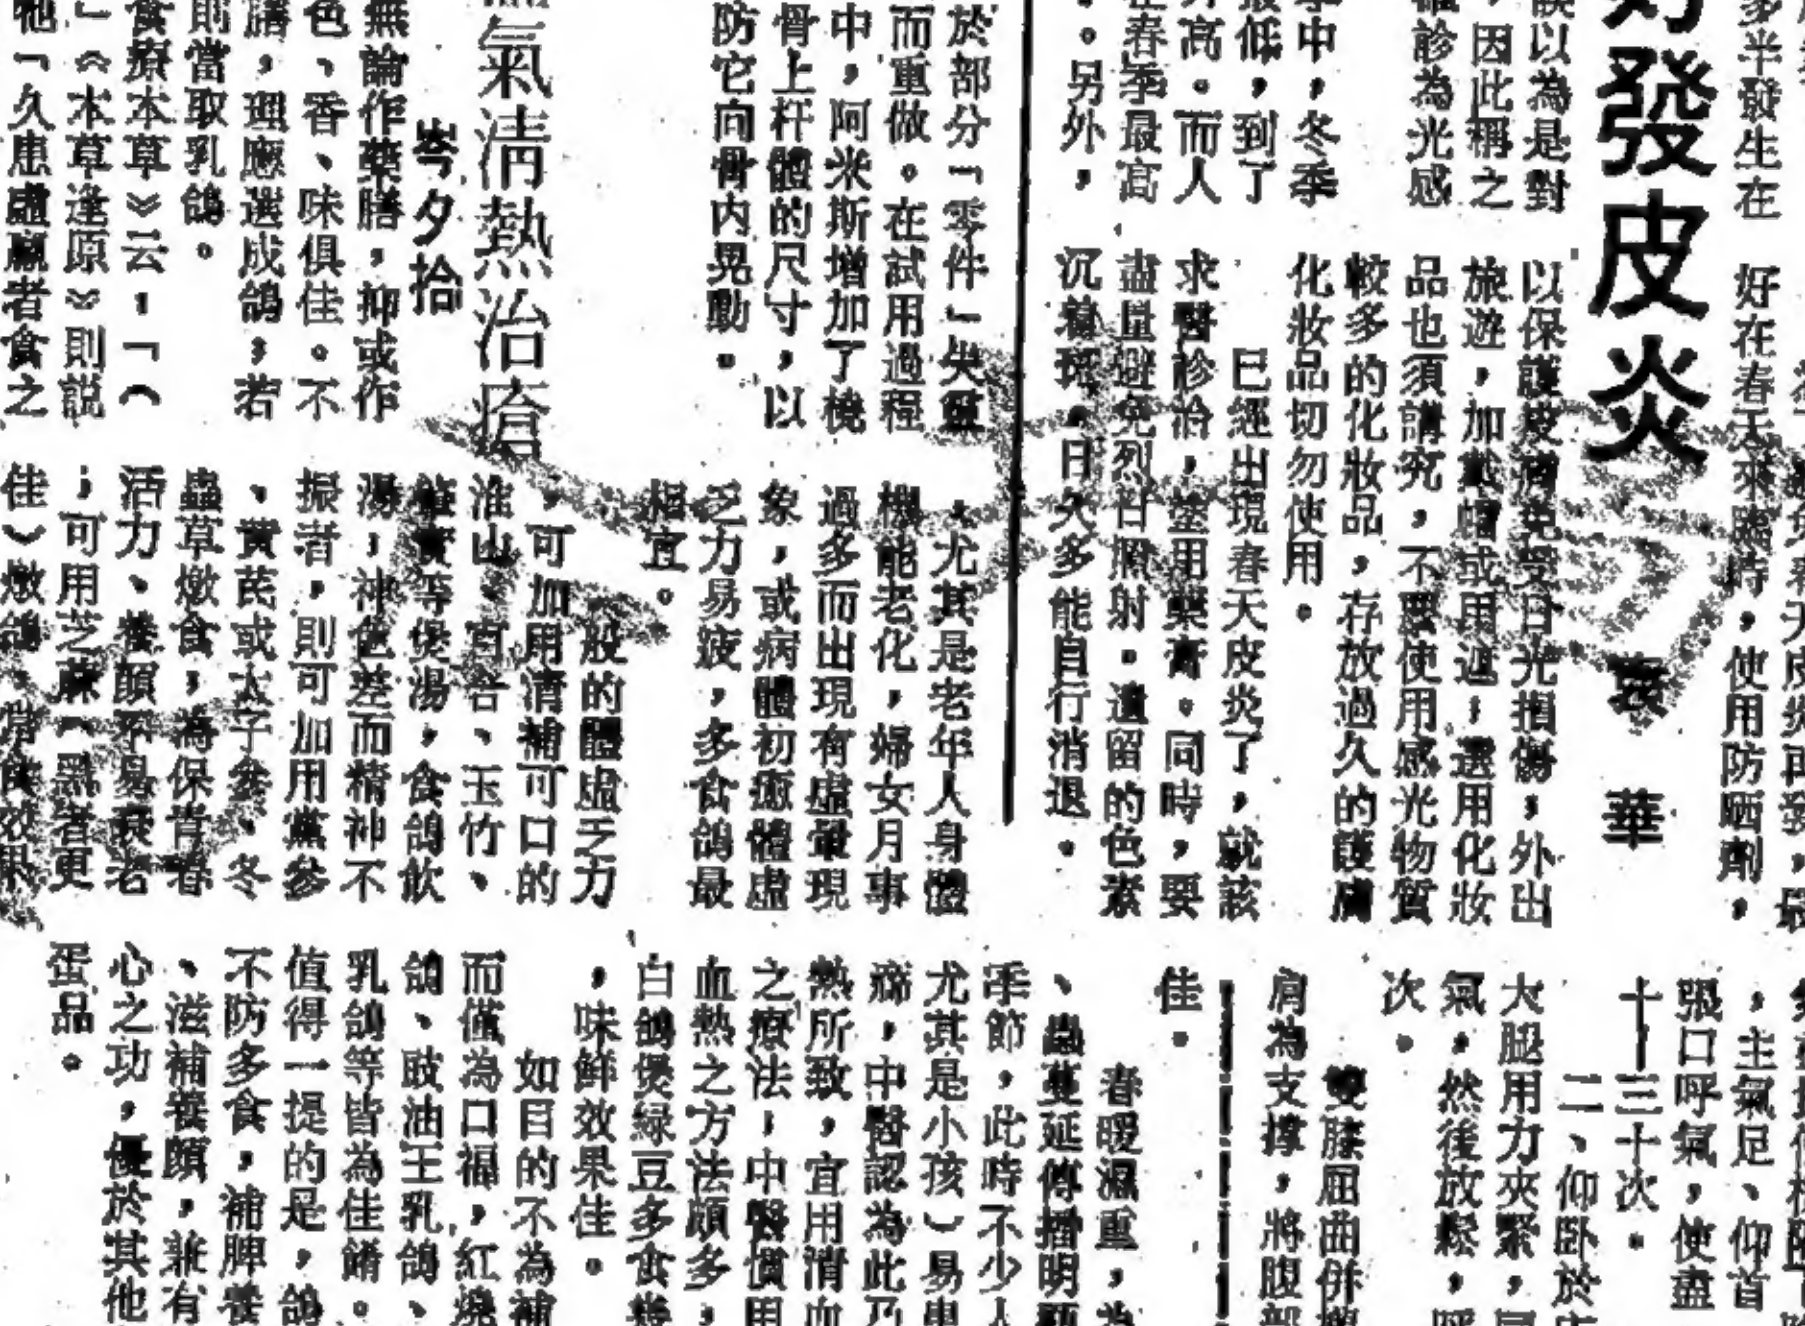 多半發生在
好在春天來臨時，使用防晒劑，
好發皮炎
華
誤以為是對
，因此稱之
確診為光感
以保護皮膚免受日光損傷；外出
旅遊，加戴帽或用遮；選用化妝
品也須講究，不要使用感光物質
較多的化妝品，存放過久的護膚
化妝品切勿使用。
季中，冬季
最低，到了
升高。而人
在春季最高
。另外，
已經出現春天皮炎了，就該
求醫診治，塗用藥膏。同時，要
盡量避免烈日照射。遺留的色素
沉着斑，日久多能自行消退。
，主氣足、仰首
張口呼氣，使盡
十—三十次。
二、仰卧於
大腿用力夾緊，
氣，然後放鬆，呼
次。
雙膝屈曲併攏
肩為支撐，將腹部
佳。
於部分「零件」失靈
而重做。在試用過程
中，阿米斯增加了橈
骨上杆體的尺寸，以
防它向骨内晃動。
氣清熱治瘡
岑夕拾
無論作藥膳，抑或作
色、香、味俱佳。不
膳，理應選成鴿；若
則當取乳鴿。
食療本草》云：「（
」《本草逢原》則説
他「久患虛羸者食之
，尤其是老年人身體
機能老化，婦女月事
過多而出現有虛暈現
象，或病體初癒體虛
乏力易疲，多食鴿最
相宜。
一般的體虛乏力
，可加用清補可口的
淮山、百合、玉竹、
等煲湯，食鴿飲
湯；神色差而精神不
振者，則可加用黨參
、黃芪或太子參、冬
蟲草燉食，為保青春
活力、養顏不易衰老
；可用芝麻（黑者更
佳）燉鴿，常食效果
春暖濕重，為
、蟲蔓延傳播明顯
季節，此時不少人
尤其是小孩）易患
瘡，中醫認為此乃
熱所致，宜用清血
之療法，中醫慣用
血熱之方法頗多，
白鴿煲綠豆多食幾
，味鮮效果佳。
如目的不為補
而僅為口福，紅燒
鴿、豉油王乳鴿、
乳鴿等皆為佳餚。
值得一提的是，鴿
不防多食，補脾養
、滋補養顏，兼有
心之功，優於其他
蛋品。